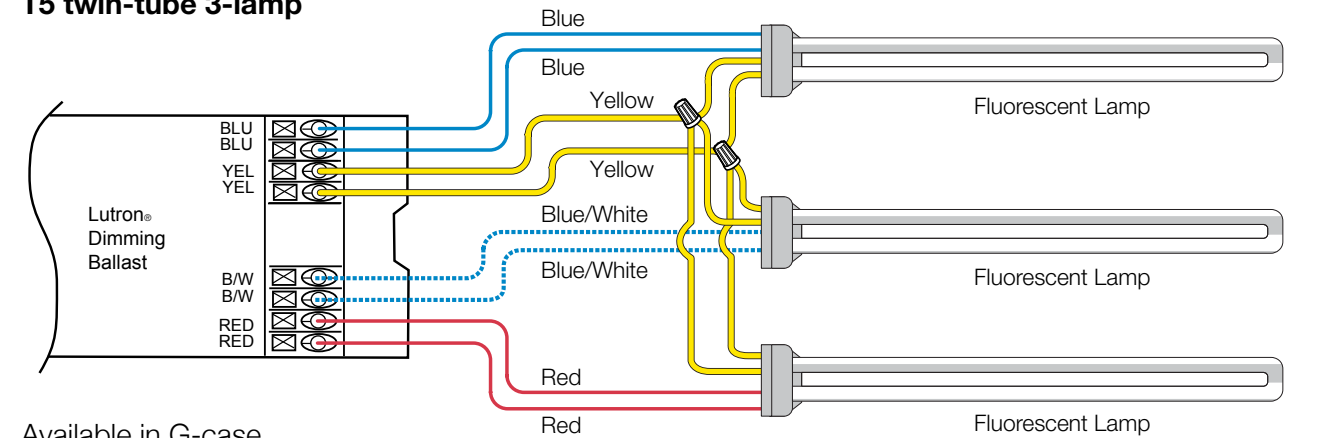 T5 twin-tube 3-lamp
Blue
Blue
Fluorescent Lamp
Yellow
Yellow
BLU
BLU
YEL
YEL
Lutron®
Dimming
Ballast
Blue/White
Blue/White
Fluorescent Lamp
B/W
B/W
RED
RED
Red
Red
Fluorescent Lamp
Available in G-case